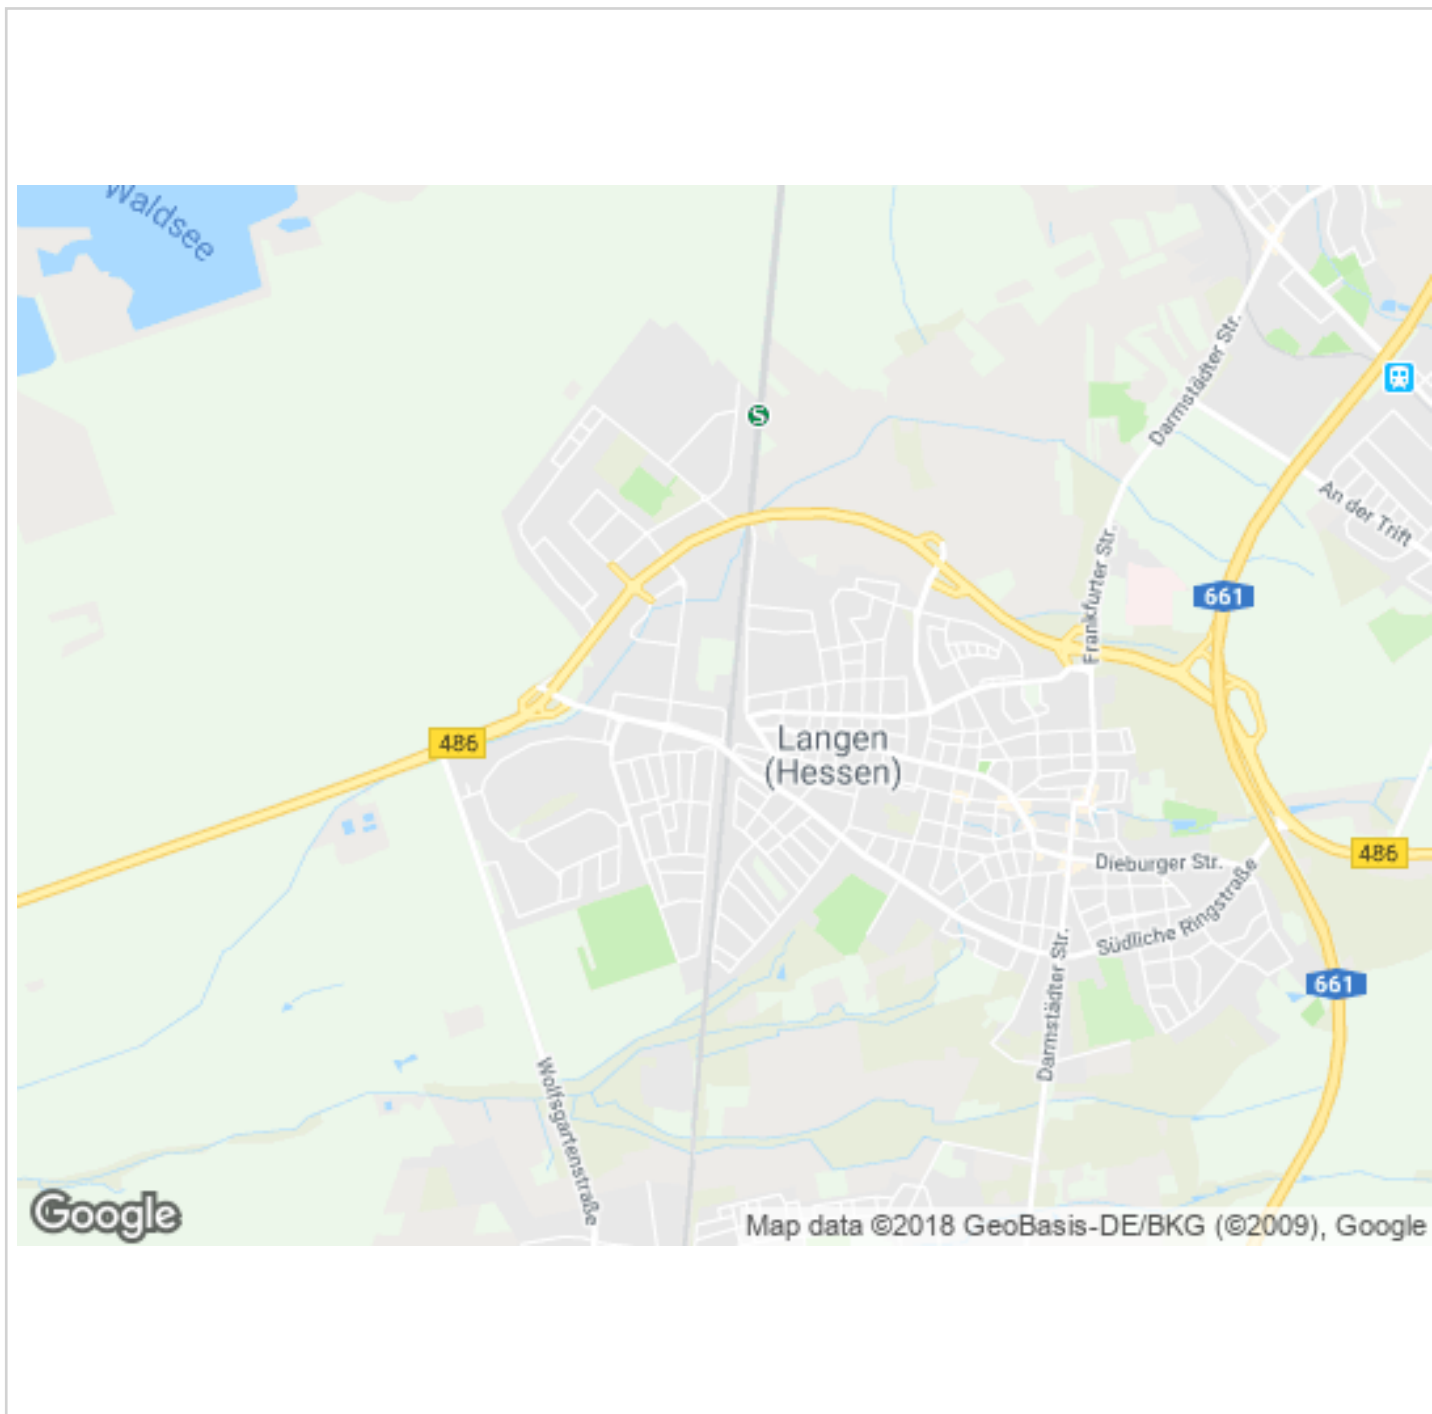 Waldsee
S
Darmstädter Str.
An der Trift
Frankfurter Str.
661
486
Langen
(Hessen)
486
Dieburger Str.
Südliche Ringstraße
Darmstädter Str.
661
Wolfsgartenstraße
Google
Map data ©2018 GeoBasis-DE/BKG (©2009), Google